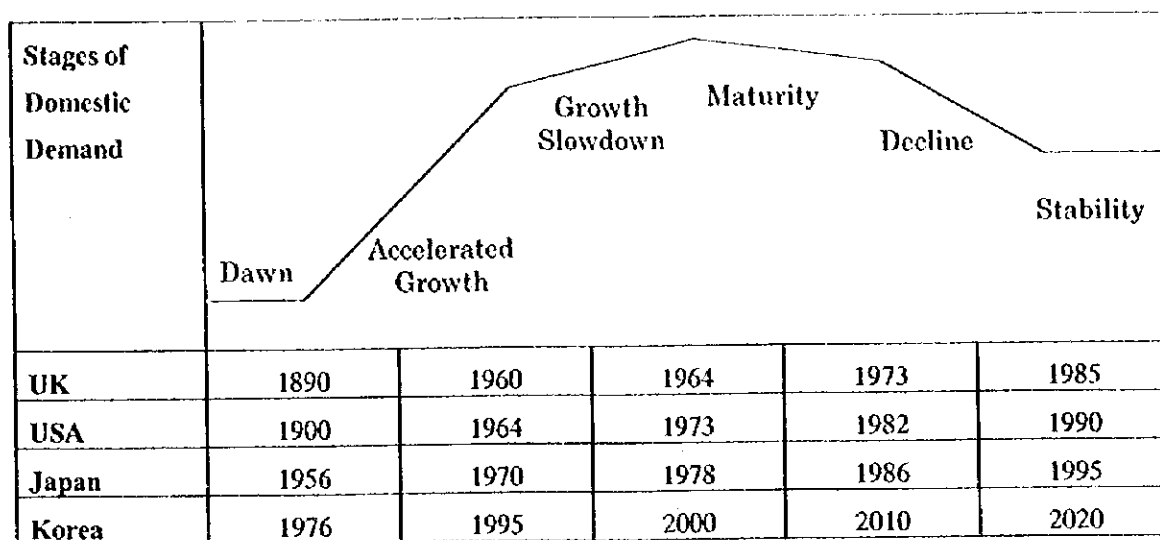 Stages of
Domestic
Demand
Dawn
Accelerated
Growth
Growth
Slowdown
Maturity
Decline
Stability
UK 1890 1960 1964 1973 1985
USA 1900 1964 1973 1982 1990
Japan 1956 1970 1978 1986 1995
Korea 1976 1995 2000 2010 2020